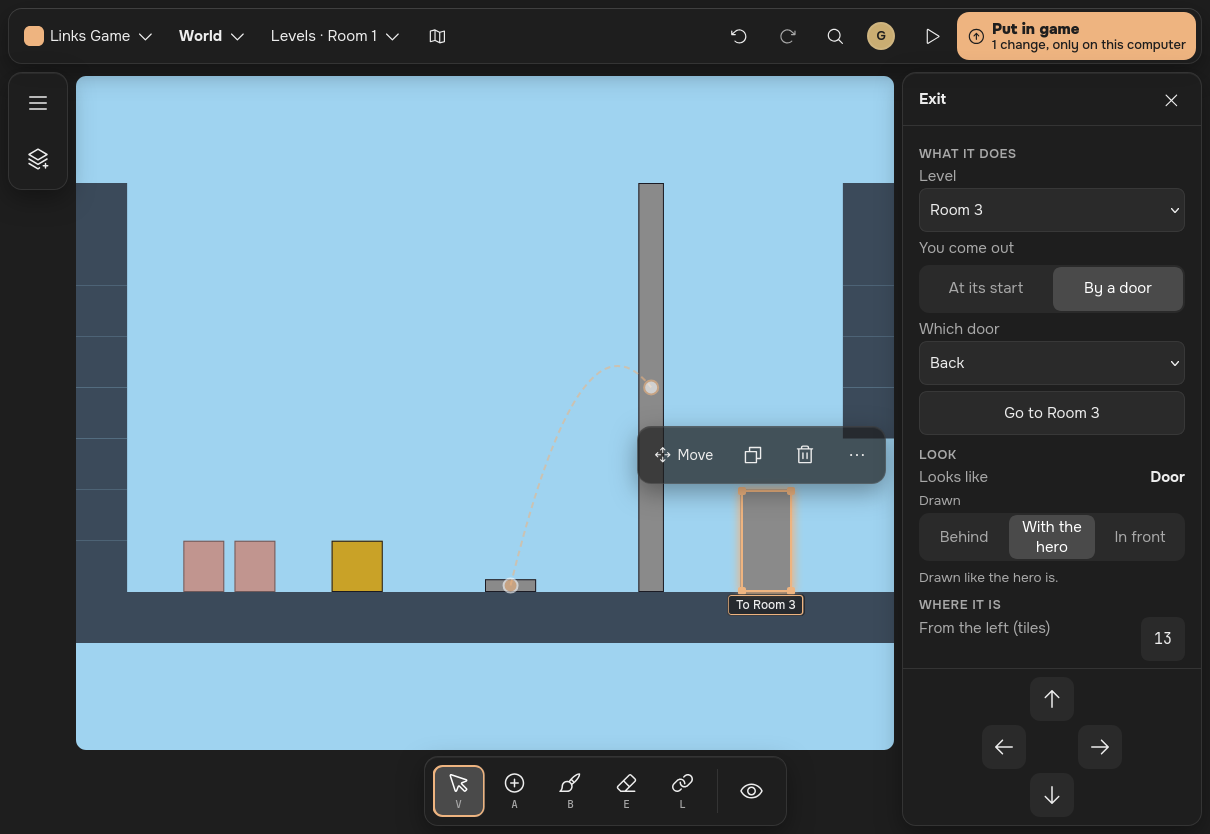 Links Game
World
Levels · Room 1
G
Put in game
1 change, only on this computer
Exit
WHAT IT DOES
Level
Room 3
You come out
At its start
By a door
Which door
Back
Go to Room 3
LOOK
Looks like
Door
Drawn
Behind
With the
hero
In front
Drawn like the hero is.
WHERE IT IS
From the left (tiles)
13
Move
To Room 3
V
A
B
E
L